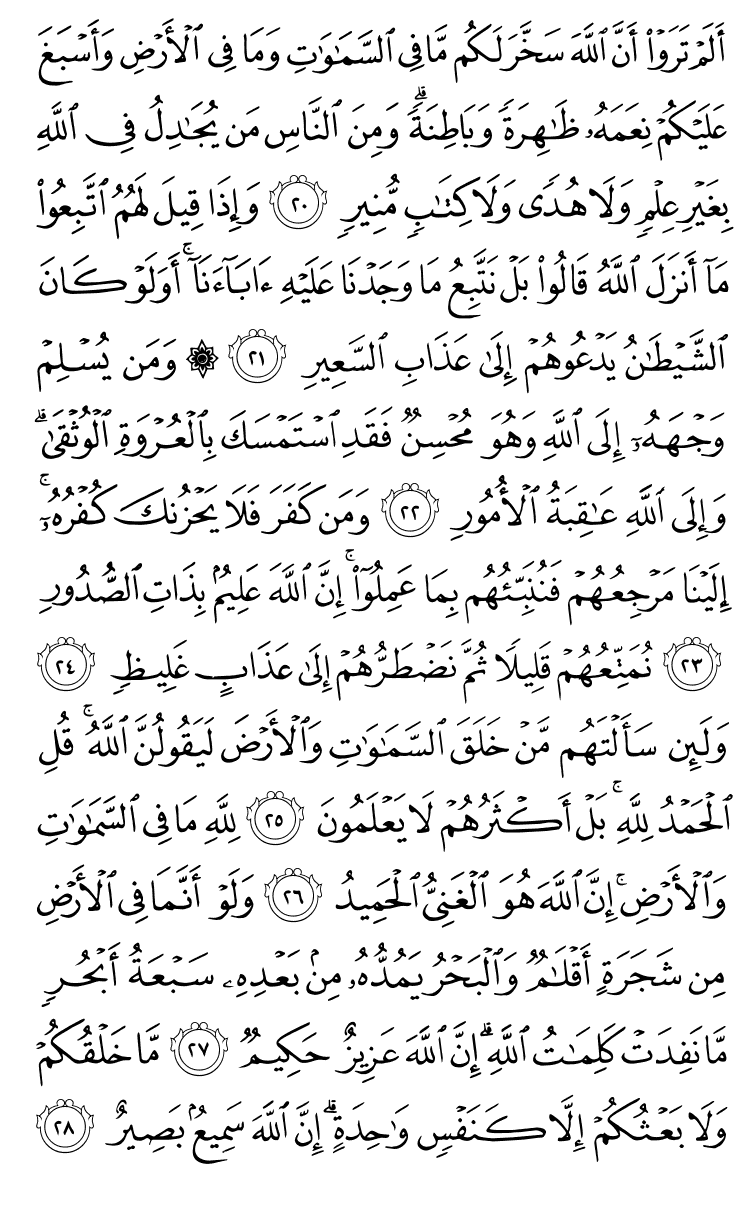 أَلَمۡ تَرَوۡاْ أَنَّ ٱللَّهَ سَخَّرَ لَكُم مَّا فِي ٱلسَّمَٰوَٰتِ وَمَا فِي ٱلۡأَرۡضِ وَأَسۡبَغَ
عَلَيۡكُمۡ نِعَمَهُۥ ظَٰهِرَةٗ وَبَاطِنَةٗۗ وَمِنَ ٱلنَّاسِ مَن يُجَٰدِلُ فِي ٱللَّهِ
بِغَيۡرِ عِلۡمٖ وَلَا هُدٗى وَلَا كِتَٰبٖ مُّنِيرٖ ٢٠ وَإِذَا قِيلَ لَهُمُ ٱتَّبِعُواْ
مَآ أَنزَلَ ٱللَّهُ قَالُواْ بَلۡ نَتَّبِعُ مَا وَجَدۡنَا عَلَيۡهِ ءَابَآءَنَآۚ أَوَلَوۡ كَانَ
ٱلشَّيۡطَٰنُ يَدۡعُوهُمۡ إِلَىٰ عَذَابِ ٱلسَّعِيرِ ٢١ ۞ وَمَن يُسۡلِمۡ
وَجۡهَهُۥٓ إِلَى ٱللَّهِ وَهُوَ مُحۡسِنٞ فَقَدِ ٱسۡتَمۡسَكَ بِٱلۡعُرۡوَةِ ٱلۡوُثۡقَىٰۗ
وَإِلَى ٱللَّهِ عَٰقِبَةُ ٱلۡأُمُورِ ٢٢ وَمَن كَفَرَ فَلَا يَحۡزُنكَ كُفۡرُهُۥٓۚ
إِلَيۡنَا مَرۡجِعُهُمۡ فَنُنَبِّئُهُم بِمَا عَمِلُوٓاْۚ إِنَّ ٱللَّهَ عَلِيمُۢ بِذَاتِ ٱلصُّدُورِ
٢٣ نُمَتِّعُهُمۡ قَلِيلٗا ثُمَّ نَضۡطَرُّهُمۡ إِلَىٰ عَذَابٍ غَلِيظٖ ٢٤
وَلَئِن سَأَلۡتَهُم مَّنۡ خَلَقَ ٱلسَّمَٰوَٰتِ وَٱلۡأَرۡضَ لَيَقُولُنَّ ٱللَّهُۚ قُلِ
ٱلۡحَمۡدُ لِلَّهِۚ بَلۡ أَكۡثَرُهُمۡ لَا يَعۡلَمُونَ ٢٥ لِلَّهِ مَا فِي ٱلسَّمَٰوَٰتِ
وَٱلۡأَرۡضِۚ إِنَّ ٱللَّهَ هُوَ ٱلۡغَنِيُّ ٱلۡحَمِيدُ ٢٦ وَلَوۡ أَنَّمَا فِي ٱلۡأَرۡضِ
مِن شَجَرَةٍ أَقۡلَٰمٞ وَٱلۡبَحۡرُ يَمُدُّهُۥ مِنۢ بَعۡدِهِۦ سَبۡعَةُ أَبۡحُرٖ
مَّا نَفِدَتۡ كَلِمَٰتُ ٱللَّهِۗ إِنَّ ٱللَّهَ عَزِيزٌ حَكِيمٞ ٢٧ مَّا خَلۡقُكُمۡ
وَلَا بَعۡثُكُمۡ إِلَّا كَنَفۡسٖ وَٰحِدَةٍۗ إِنَّ ٱللَّهَ سَمِيعُۢ بَصِيرٌ ٢٨